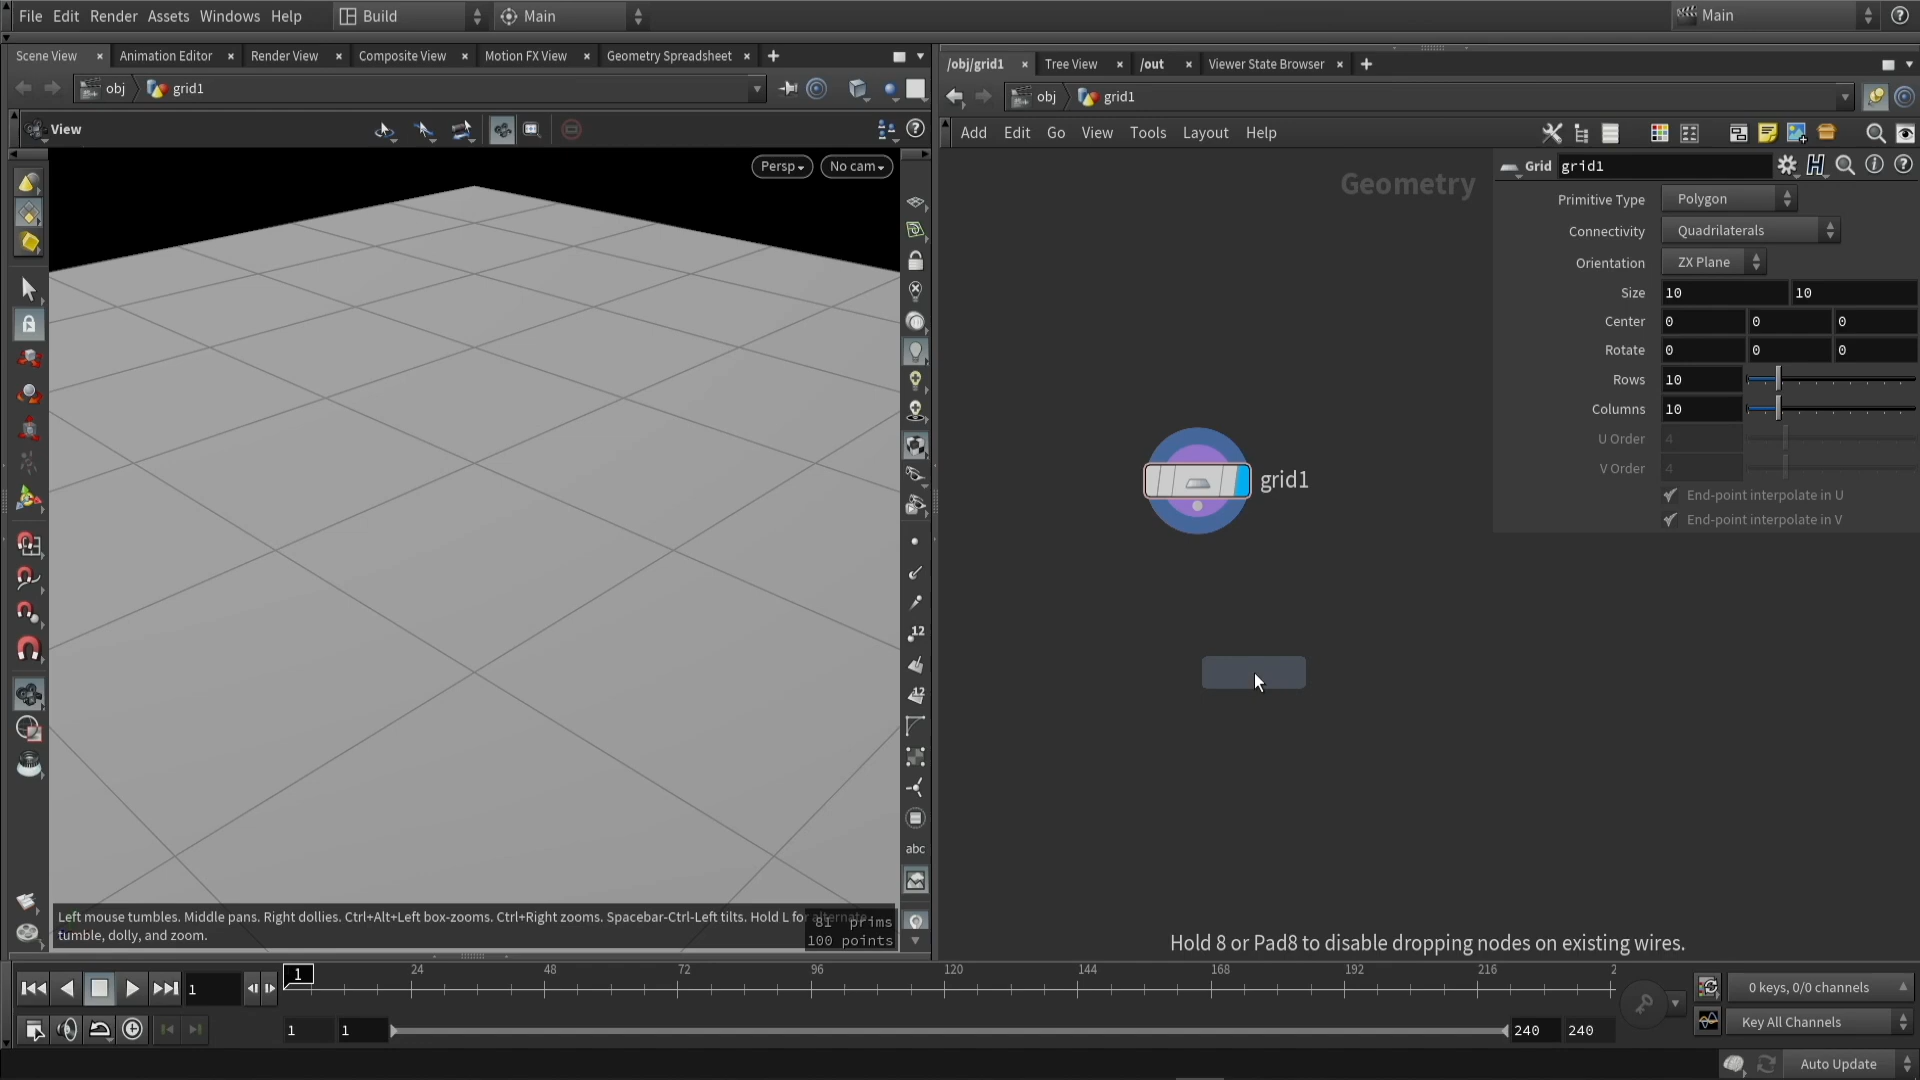 File Edit Render Assets Windows Help Build Main Main
Scene View Animation Editor Render View Composite View Motion FX View Geometry Spreadsheet
/obj/grid1 Tree View /out Viewer State Browser
obj grid1
obj grid1
View
Add Edit Go View Tools Layout Help
Persp No cam
Geometry
Grid grid1
Primitive Type Polygon
Connectivity Quadrilaterals
Orientation ZX Plane
Size 10 10
Center 0 0 0
Rotate 0 0 0
Rows 10
Columns 10
U Order 4
V Order 4
End-point interpolate in U
End-point interpolate in V
grid1
12
12
abc
Left mouse tumbles. Middle pans. Right dollies. Ctrl+Alt+Left box-zooms. Ctrl+Right zooms. Spacebar-Ctrl-Left tilts. Hold L for alternate
tumble, dolly, and zoom.
81 prims
100 points
Hold 8 or Pad8 to disable dropping nodes on existing wires.
1 1 24 48 72 96 120 144 168 192 216 2
0 keys, 0/0 channels
1 1 240 240
Key All Channels
Auto Update